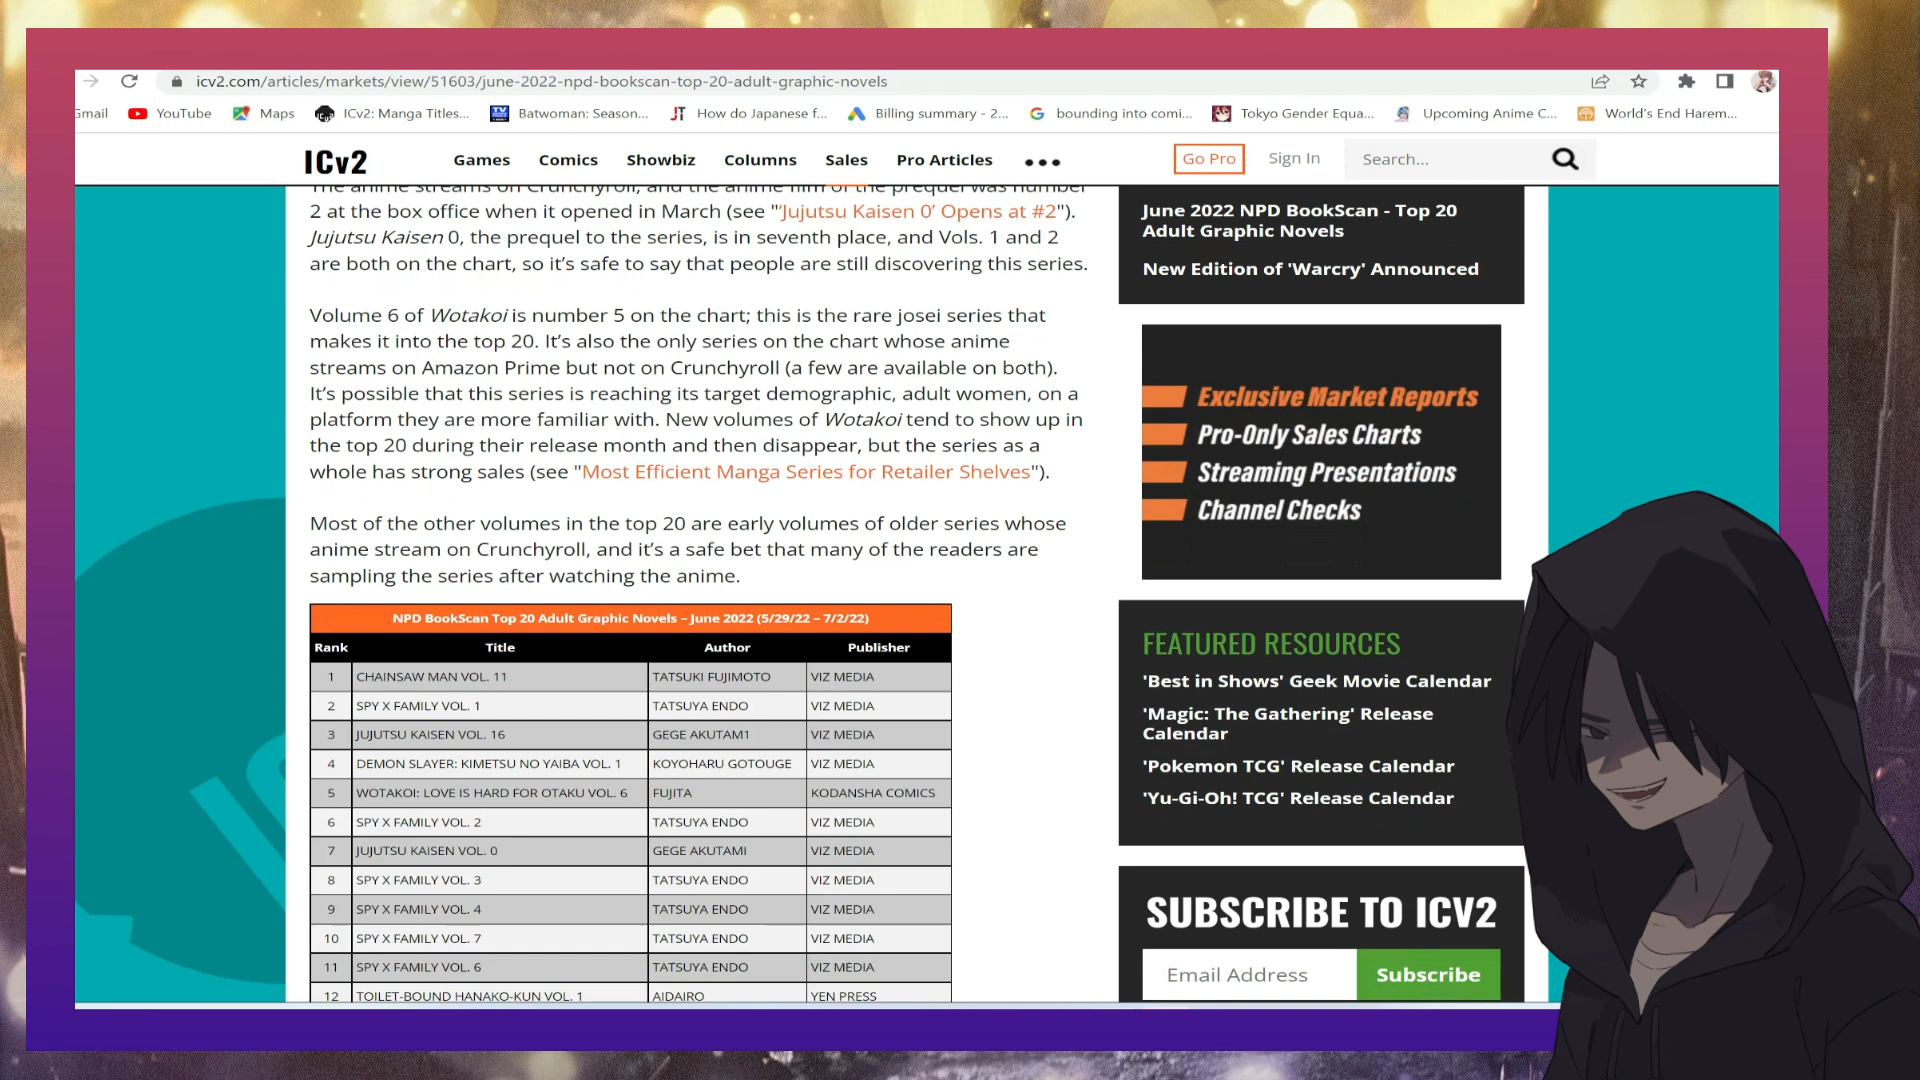 icv2.com/articles/markets/view/51603/june-2022-npd-bookscan-top-20-adult-graphic-novels
Gmail YouTube Maps ICv2: Manga Titles... Batwoman: Season... How do Japanese f... Billing summary - 2... bounding into comi... Tokyo Gender Equa... Upcoming Anime C... World's End Harem...
ICv2 Games Comics Showbiz Columns Sales Pro Articles ••• Go Pro Sign In Search...
The anime streams on Crunchyroll, and the anime film of the prequel was number
2 at the box office when it opened in March (see "'Jujutsu Kaisen 0' Opens at #2").
Jujutsu Kaisen 0, the prequel to the series, is in seventh place, and Vols. 1 and 2
are both on the chart, so it's safe to say that people are still discovering this series.
Volume 6 of Wotakoi is number 5 on the chart; this is the rare josei series that
makes it into the top 20. It's also the only series on the chart whose anime
streams on Amazon Prime but not on Crunchyroll (a few are available on both).
It's possible that this series is reaching its target demographic, adult women, on a
platform they are more familiar with. New volumes of Wotakoi tend to show up in
the top 20 during their release month and then disappear, but the series as a
whole has strong sales (see "Most Efficient Manga Series for Retailer Shelves").
Most of the other volumes in the top 20 are early volumes of older series whose
anime stream on Crunchyroll, and it's a safe bet that many of the readers are
sampling the series after watching the anime.
NPD BookScan Top 20 Adult Graphic Novels – June 2022 (5/29/22 – 7/2/22)
Rank Title Author Publisher
1 CHAINSAW MAN VOL. 11 TATSUKI FUJIMOTO VIZ MEDIA
2 SPY X FAMILY VOL. 1 TATSUYA ENDO VIZ MEDIA
3 JUJUTSU KAISEN VOL. 16 GEGE AKUTAM1 VIZ MEDIA
4 DEMON SLAYER: KIMETSU NO YAIBA VOL. 1 KOYOHARU GOTOUGE VIZ MEDIA
5 WOTAKOI: LOVE IS HARD FOR OTAKU VOL. 6 FUJITA KODANSHA COMICS
6 SPY X FAMILY VOL. 2 TATSUYA ENDO VIZ MEDIA
7 JUJUTSU KAISEN VOL. 0 GEGE AKUTAMI VIZ MEDIA
8 SPY X FAMILY VOL. 3 TATSUYA ENDO VIZ MEDIA
9 SPY X FAMILY VOL. 4 TATSUYA ENDO VIZ MEDIA
10 SPY X FAMILY VOL. 7 TATSUYA ENDO VIZ MEDIA
11 SPY X FAMILY VOL. 6 TATSUYA ENDO VIZ MEDIA
12 TOILET-BOUND HANAKO-KUN VOL. 1 AIDAIRO YEN PRESS
June 2022 NPD BookScan - Top 20
Adult Graphic Novels
New Edition of 'Warcry' Announced
Exclusive Market Reports
Pro-Only Sales Charts
Streaming Presentations
Channel Checks
FEATURED RESOURCES
'Best in Shows' Geek Movie Calendar
'Magic: The Gathering' Release
Calendar
'Pokemon TCG' Release Calendar
'Yu-Gi-Oh! TCG' Release Calendar
SUBSCRIBE TO ICV2
Email Address Subscribe